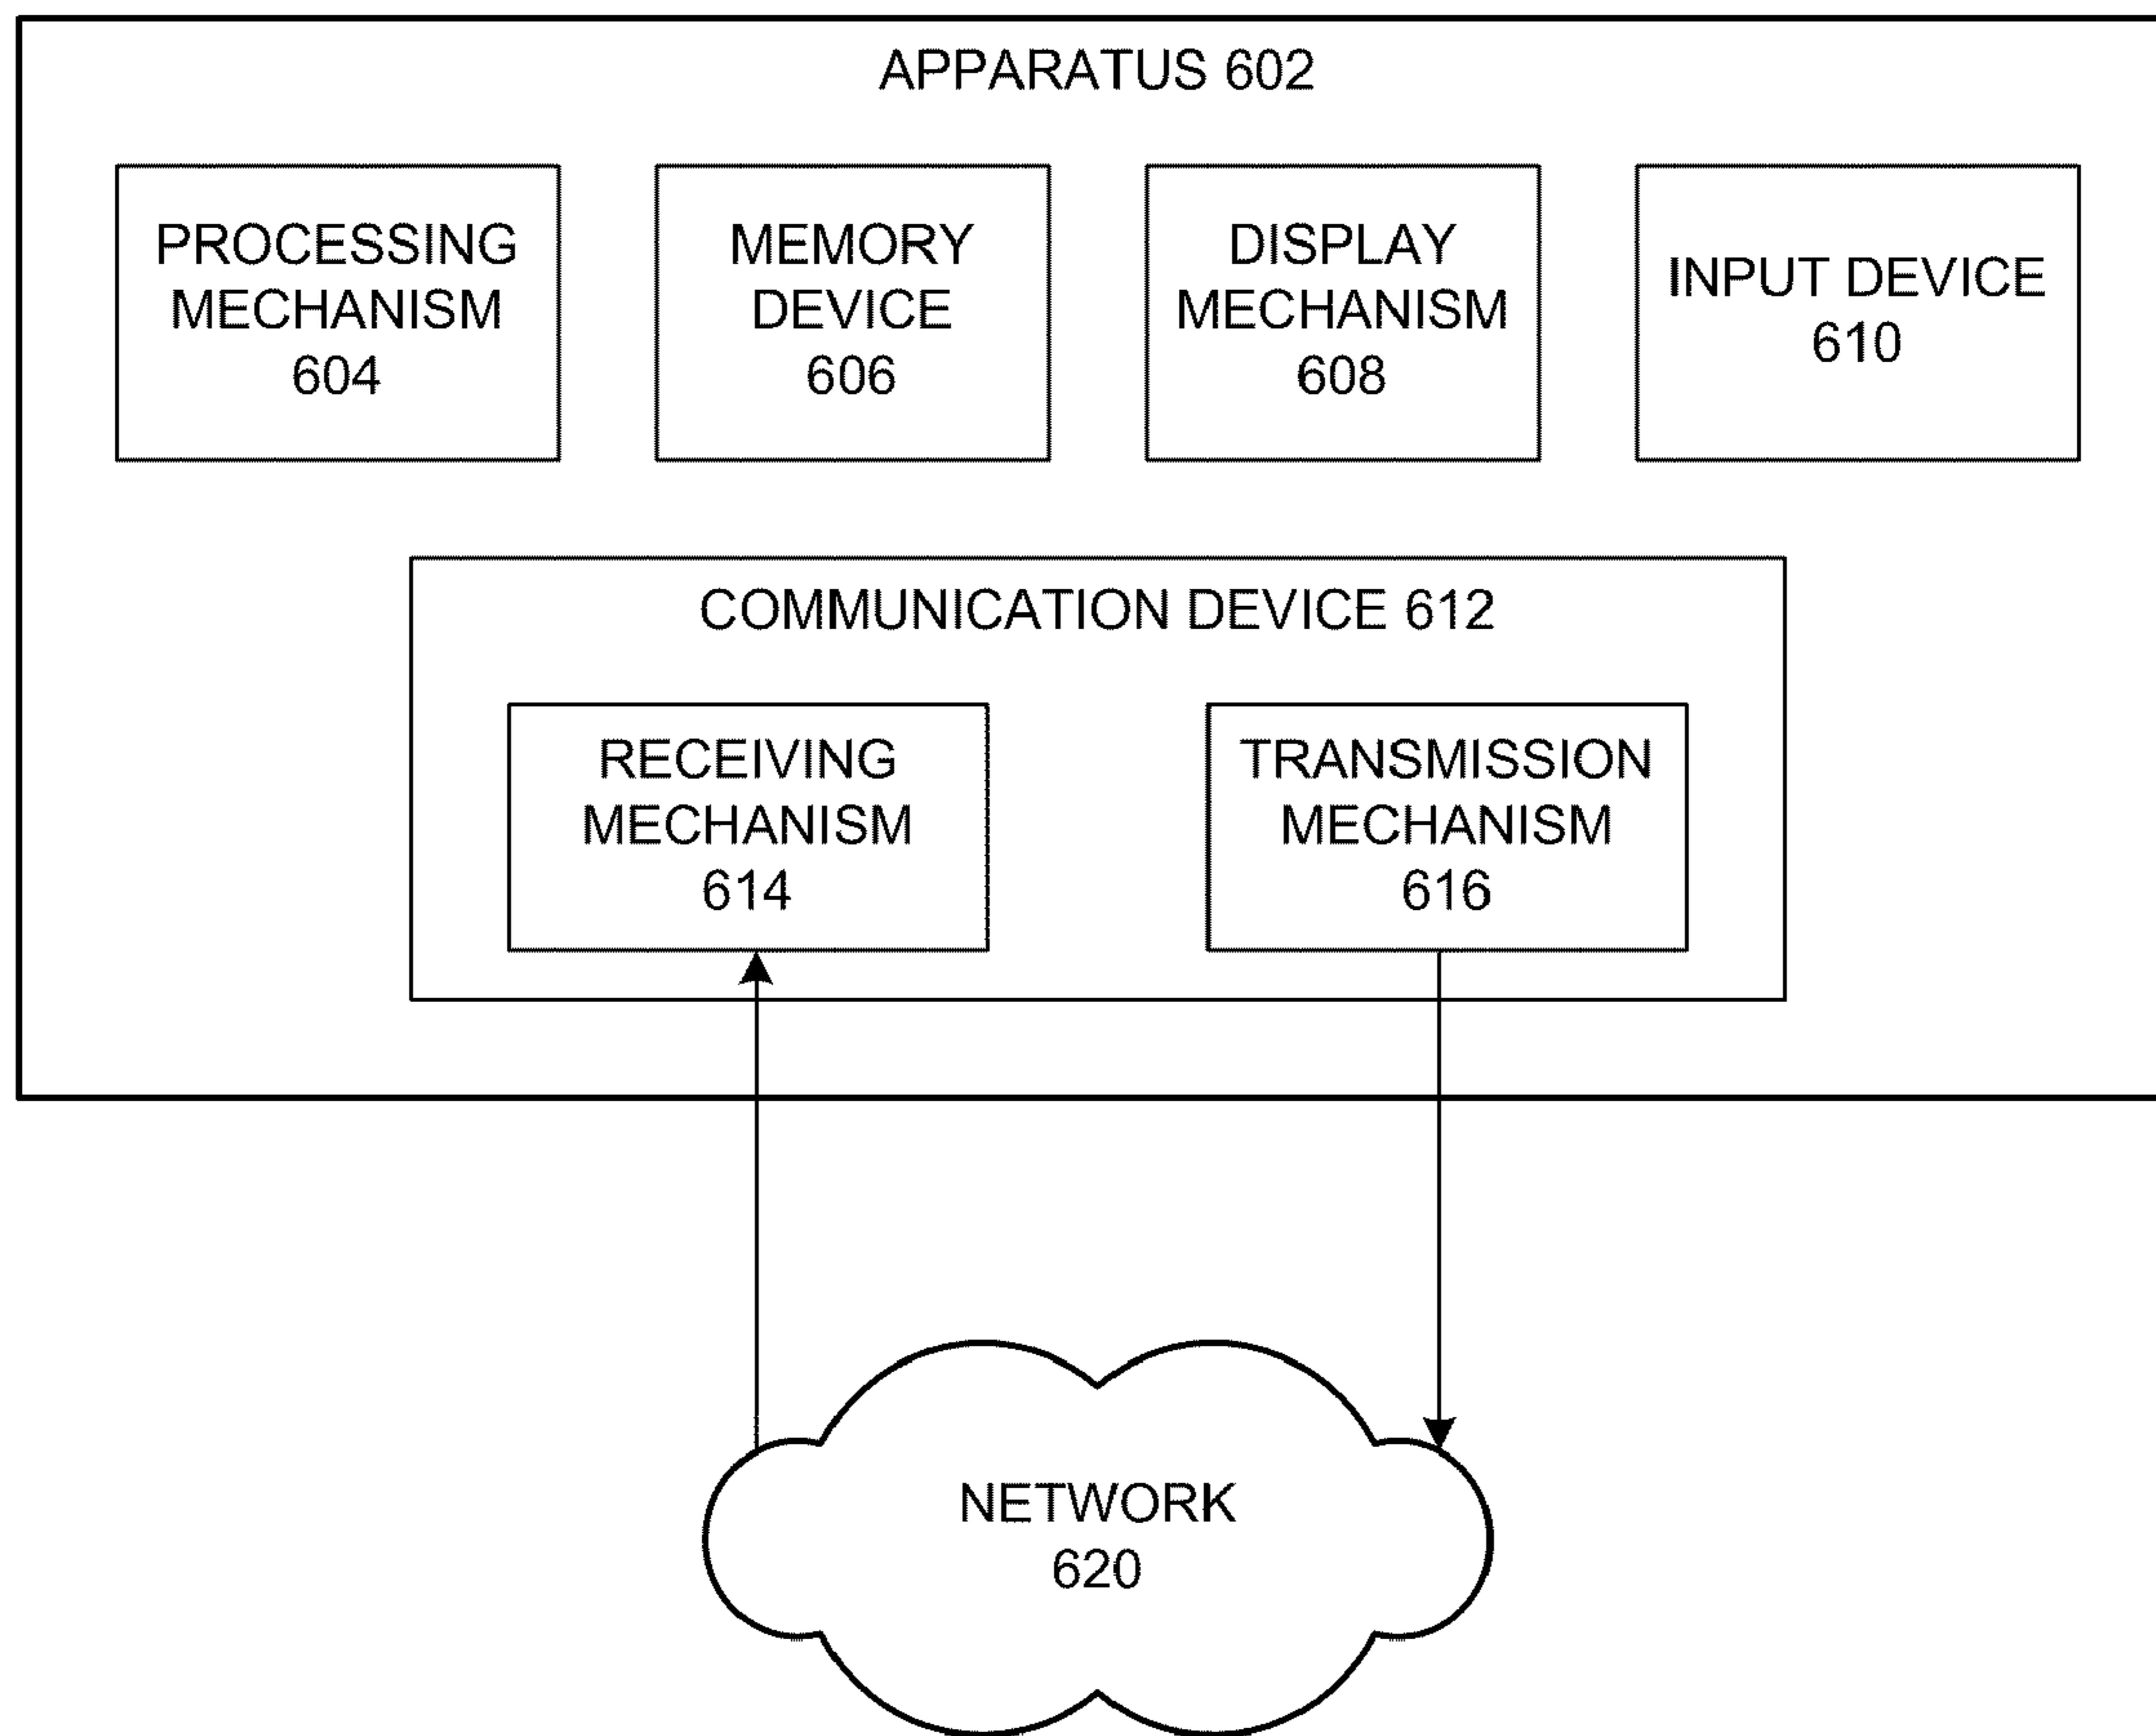 APPARATUS 602
PROCESSING
MECHANISM
604
MEMORY
DEVICE
606
DISPLAY
MECHANISM
608
INPUT DEVICE
610
COMMUNICATION DEVICE 612
RECEIVING
MECHANISM
614
TRANSMISSION
MECHANISM
616
NETWORK
620